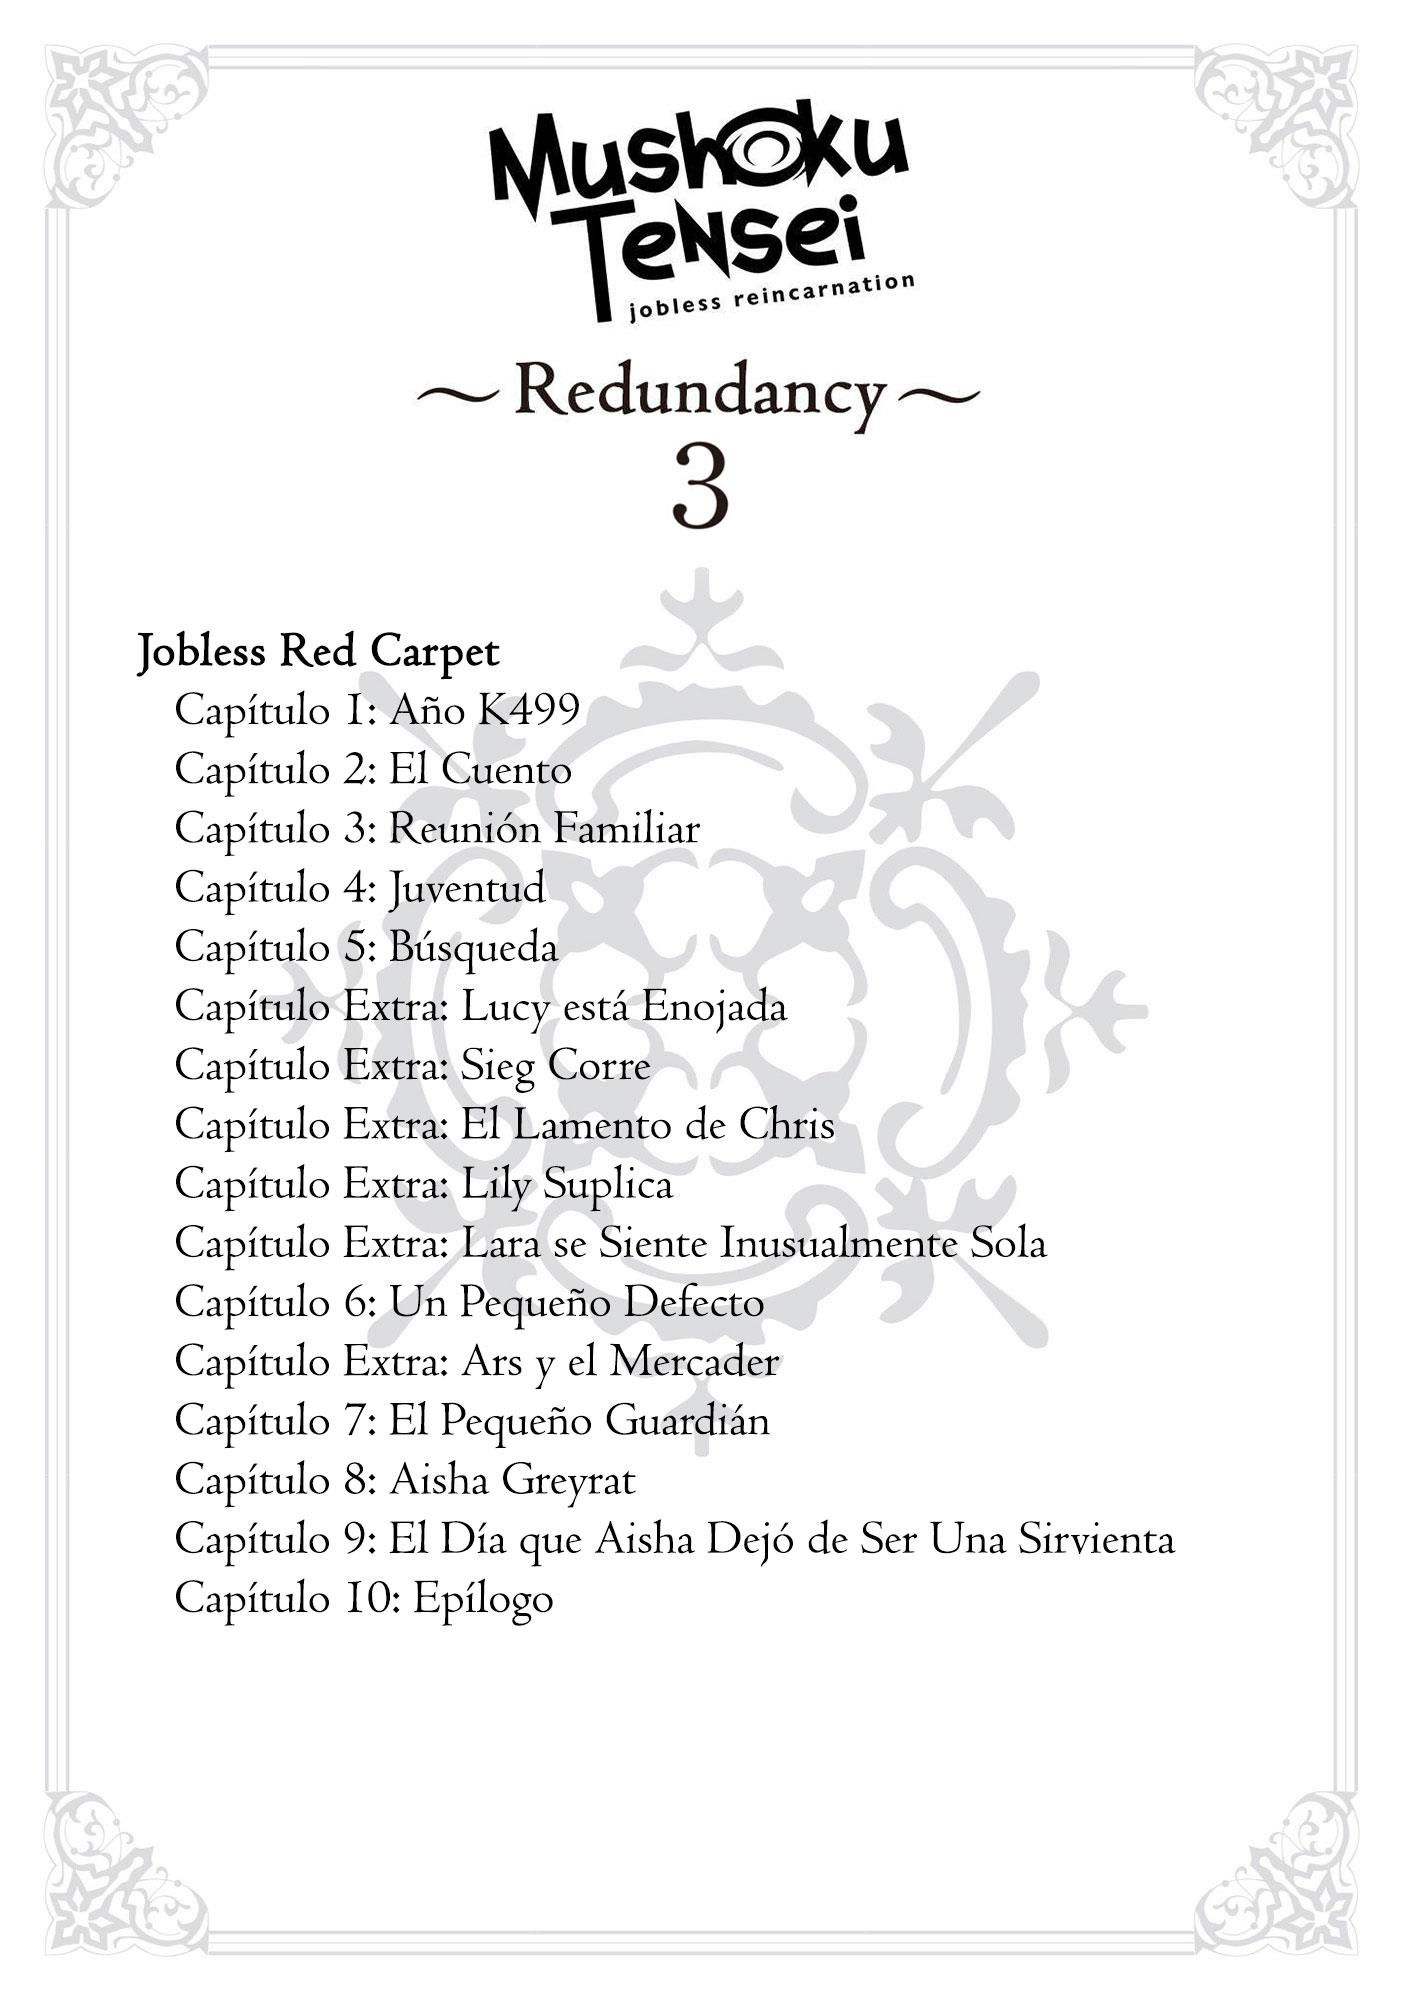 Mushoku
Tensei
jobless reincarnation
～Redundancy～
3
Jobless Red Carpet
Capítulo 1: Año K499
Capítulo 2: El Cuento
Capítulo 3: Reunión Familiar
Capítulo 4: Juventud
Capítulo 5: Búsqueda
Capítulo Extra: Lucy está Enojada
Capítulo Extra: Sieg Corre
Capítulo Extra: El Lamento de Chris
Capítulo Extra: Lily Suplica
Capítulo Extra: Lara se Siente Inusualmente Sola
Capítulo 6: Un Pequeño Defecto
Capítulo Extra: Ars y el Mercader
Capítulo 7: El Pequeño Guardián
Capítulo 8: Aisha Greyrat
Capítulo 9: El Día que Aisha Dejó de Ser Una Sirvienta
Capítulo 10: Epílogo